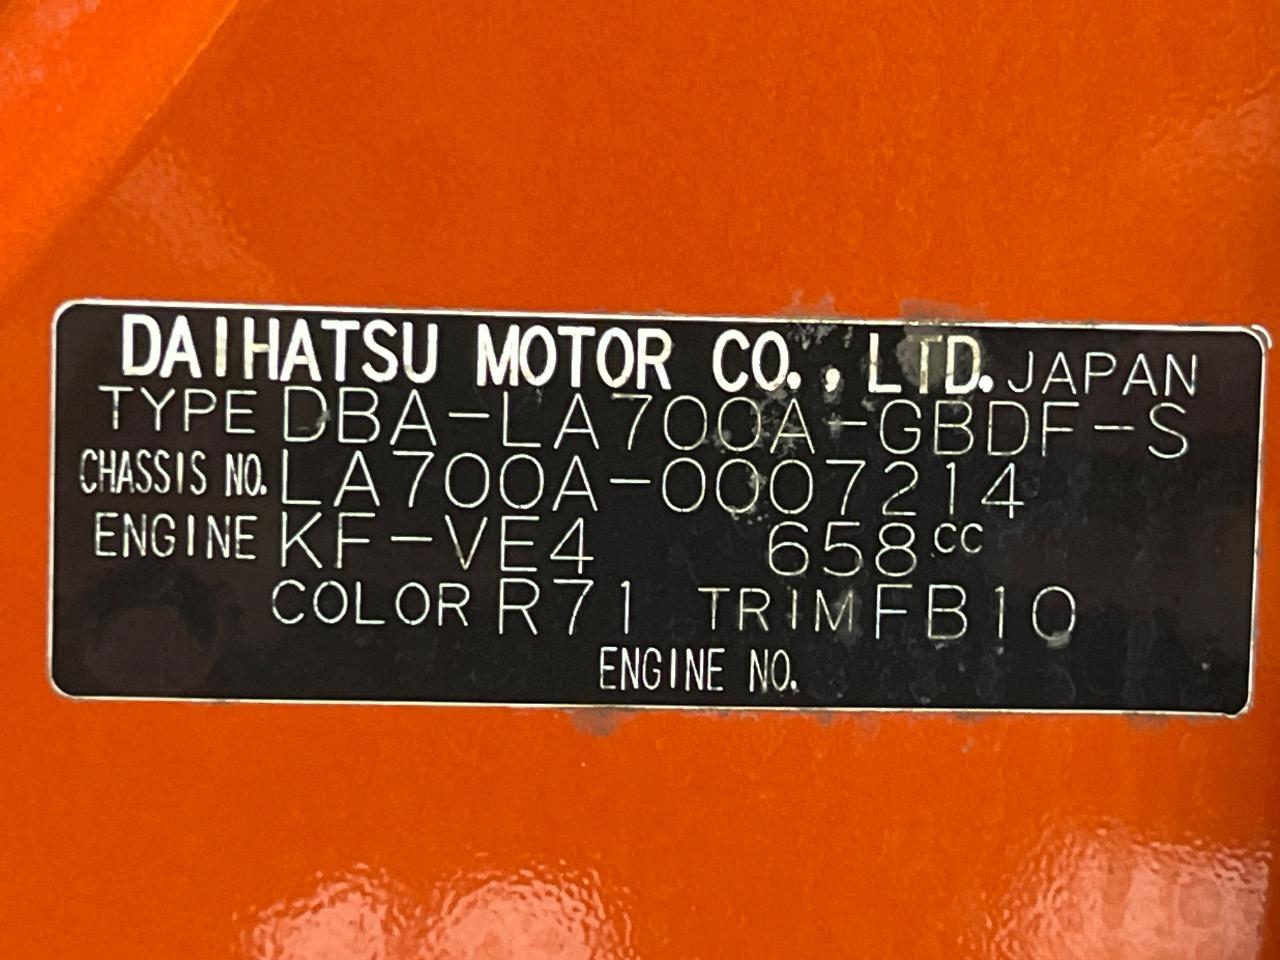 DAIHATSU MOTOR CO., LTD. JAPAN
TYPE DBA-LA700A-GBDF-S
CHASSIS NO. LA700A-0007214
ENGINE KF-VE4 658cc
COLOR R71 TRIM FB10
ENGINE NO.